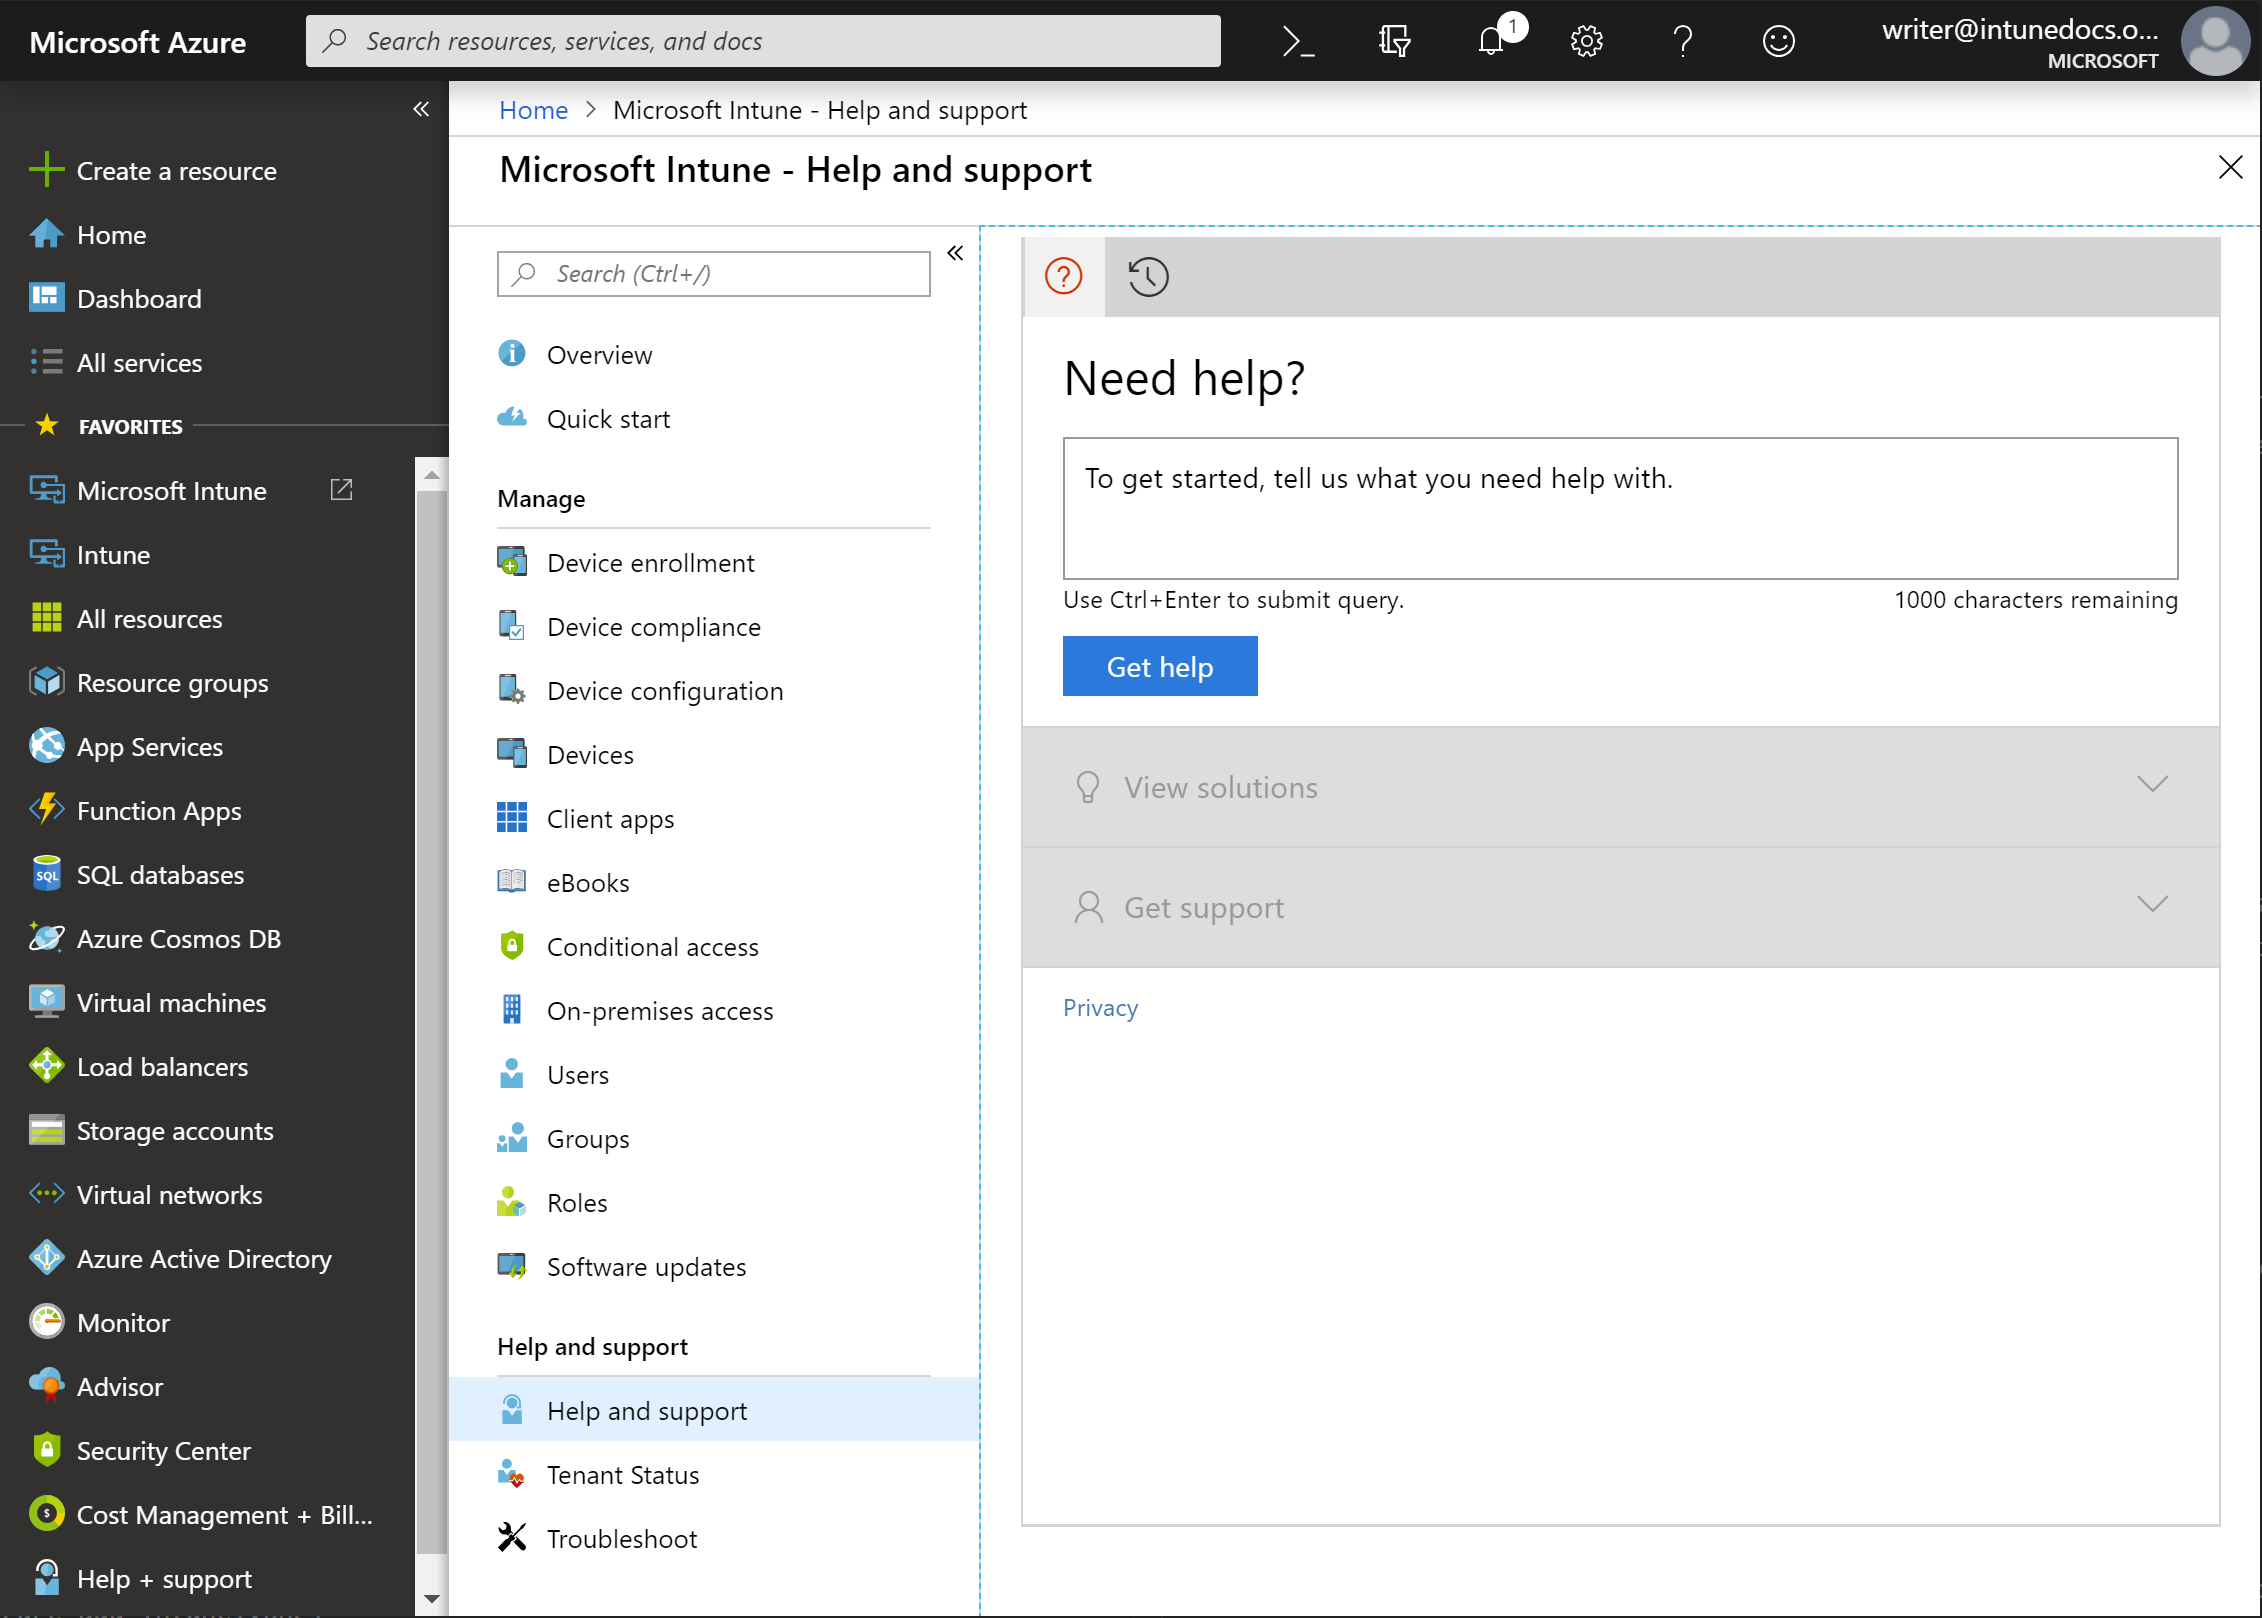 Microsoft Azure
Search resources, services, and docs
1
writer@intunedocs.o...
MICROSOFT
Create a resource
Home
Dashboard
All services
FAVORITES
Microsoft Intune
Intune
All resources
Resource groups
App Services
Function Apps
SQL
SQL databases
Azure Cosmos DB
Virtual machines
Load balancers
Storage accounts
Virtual networks
Azure Active Directory
Monitor
Advisor
Security Center
Cost Management + Bill...
Help + support
Home > Microsoft Intune - Help and support
Microsoft Intune - Help and support
Search (Ctrl+/)
Overview
Quick start
Manage
Device enrollment
Device compliance
Device configuration
Devices
Client apps
eBooks
Conditional access
On-premises access
Users
Groups
Roles
Software updates
Help and support
Help and support
Tenant Status
Troubleshoot
Need help?
To get started, tell us what you need help with.
Use Ctrl+Enter to submit query.
1000 characters remaining
Get help
View solutions
Get support
Privacy